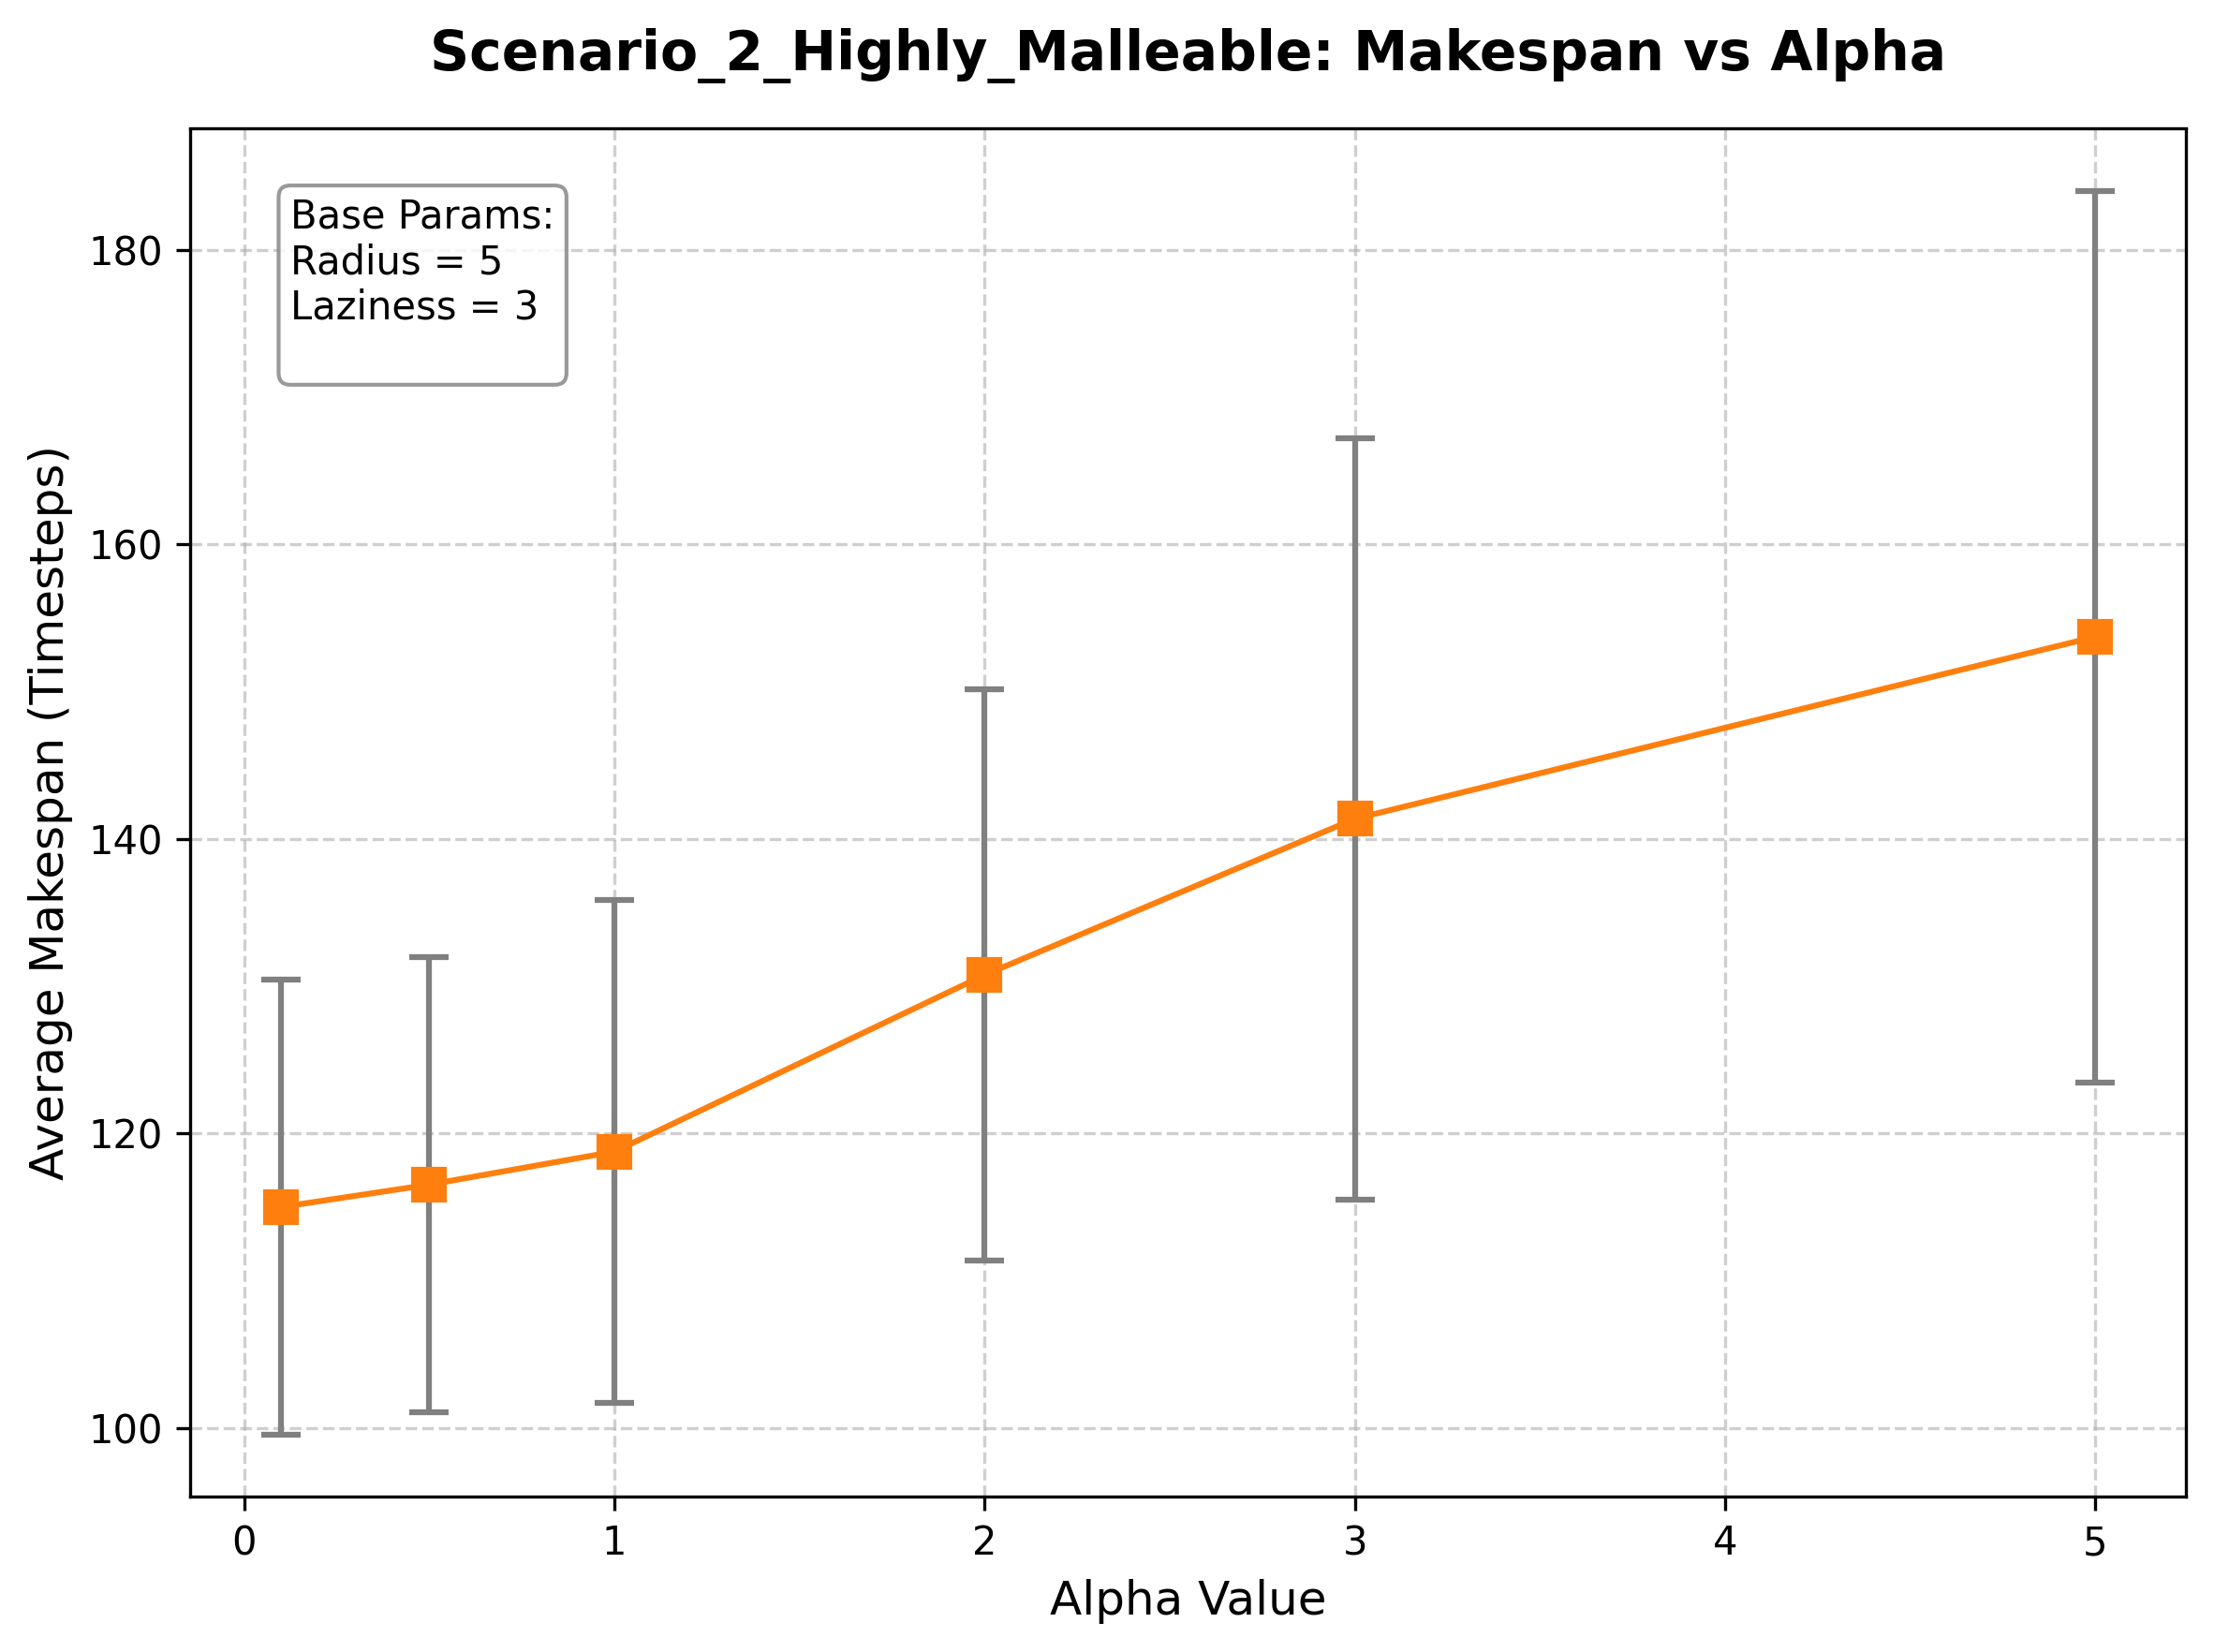 Scenario_2_Highly_Malleable: Makespan vs Alpha
Base Params:
Radius = 5
Laziness = 3
Average Makespan (Timesteps)
180
160
140
120
100
0 1 2 3 4 5
Alpha Value